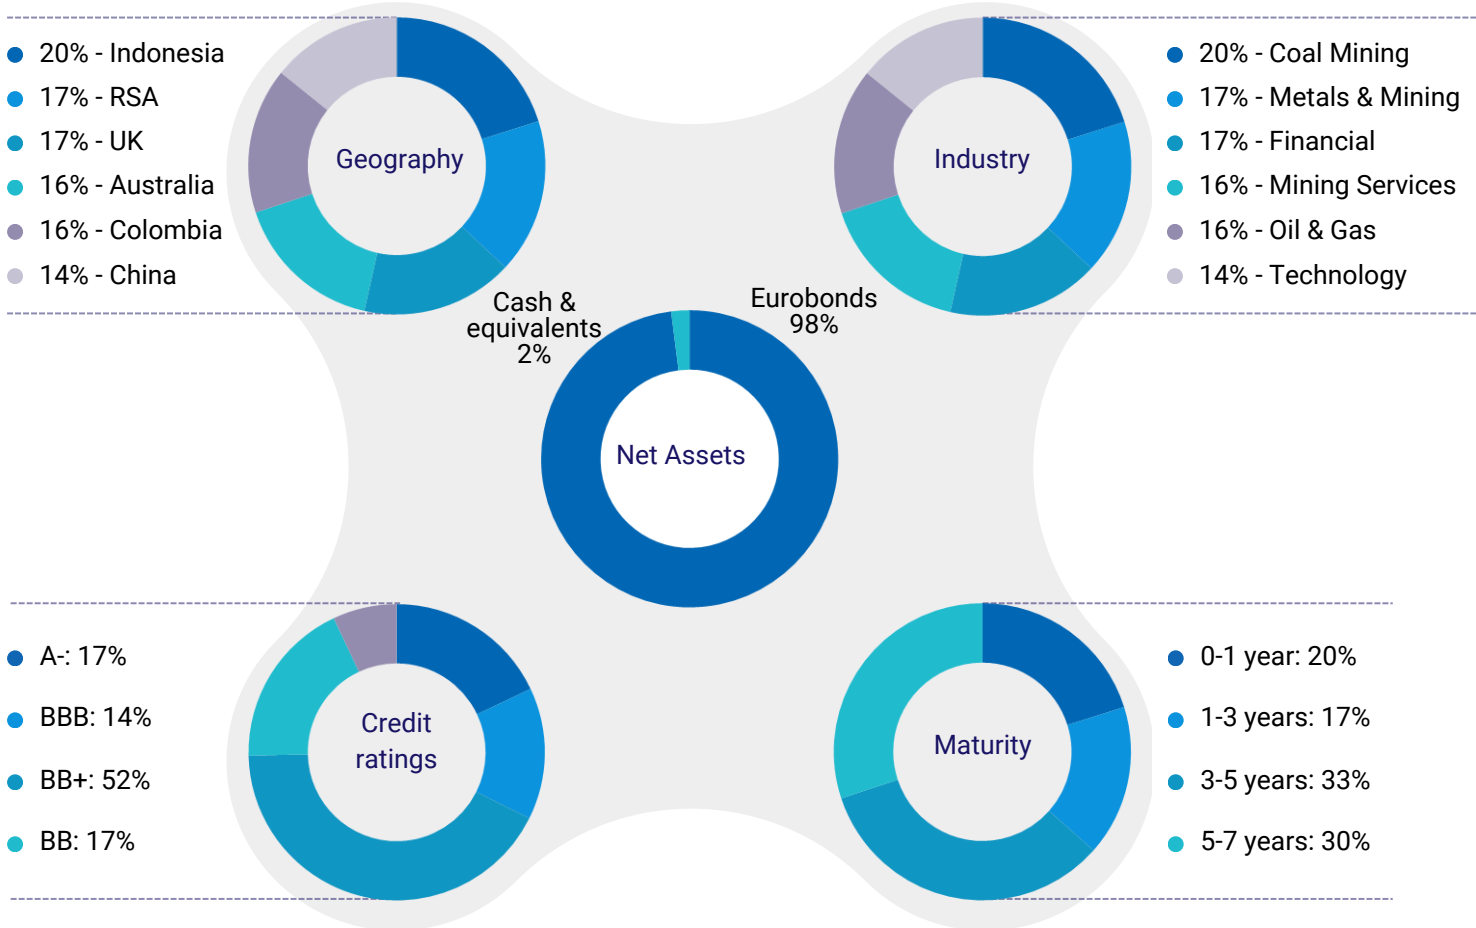 20% - Indonesia
17% - RSA
17% - UK
16% - Australia
16% - Colombia
14% - China
Geography
Industry
20% - Coal Mining
17% - Metals & Mining
17% - Financial
16% - Mining Services
16% - Oil & Gas
14% - Technology
Cash &
equivalents
2%
Eurobonds
98%
Net Assets
A-: 17%
BBB: 14%
BB+: 52%
BB: 17%
Credit
ratings
Maturity
0-1 year: 20%
1-3 years: 17%
3-5 years: 33%
5-7 years: 30%